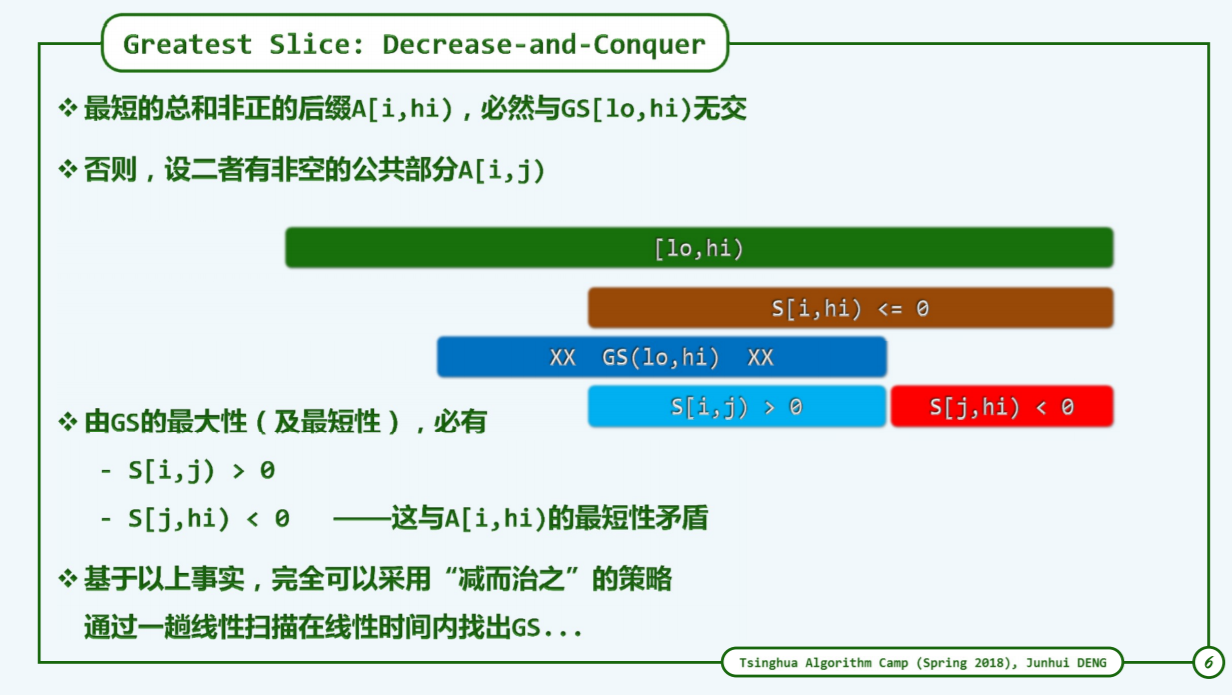 Greatest Slice: Decrease-and-Conquer
❖ 最短的总和非正的后缀A[i,hi)，必然与GS[lo,hi)无交
❖ 否则，设二者有非空的公共部分A[i,j)
[lo,hi)
S[i,hi) <= 0
XX GS(lo,hi) XX
S[i,j) > 0
S[j,hi) < 0
❖ 由GS的最大性（及最短性），必有
- S[i,j) > 0
- S[j,hi) < 0 ——这与A[i,hi)的最短性矛盾
❖ 基于以上事实，完全可以采用“减而治之”的策略
通过一趟线性扫描在线性时间内找出GS...
Tsinghua Algorithm Camp (Spring 2018), Junhui DENG
6